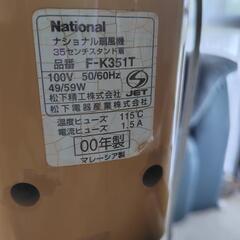 National
ナショナル扇風機
35センチスタンド扇
品番 F-K351T
100V 50/60Hz
49/59W
松下精工株式会社
松下電器産業株式会社
JET
温度ヒューズ 115℃
電流ヒューズ 1.5A
00年製
マレーシア製